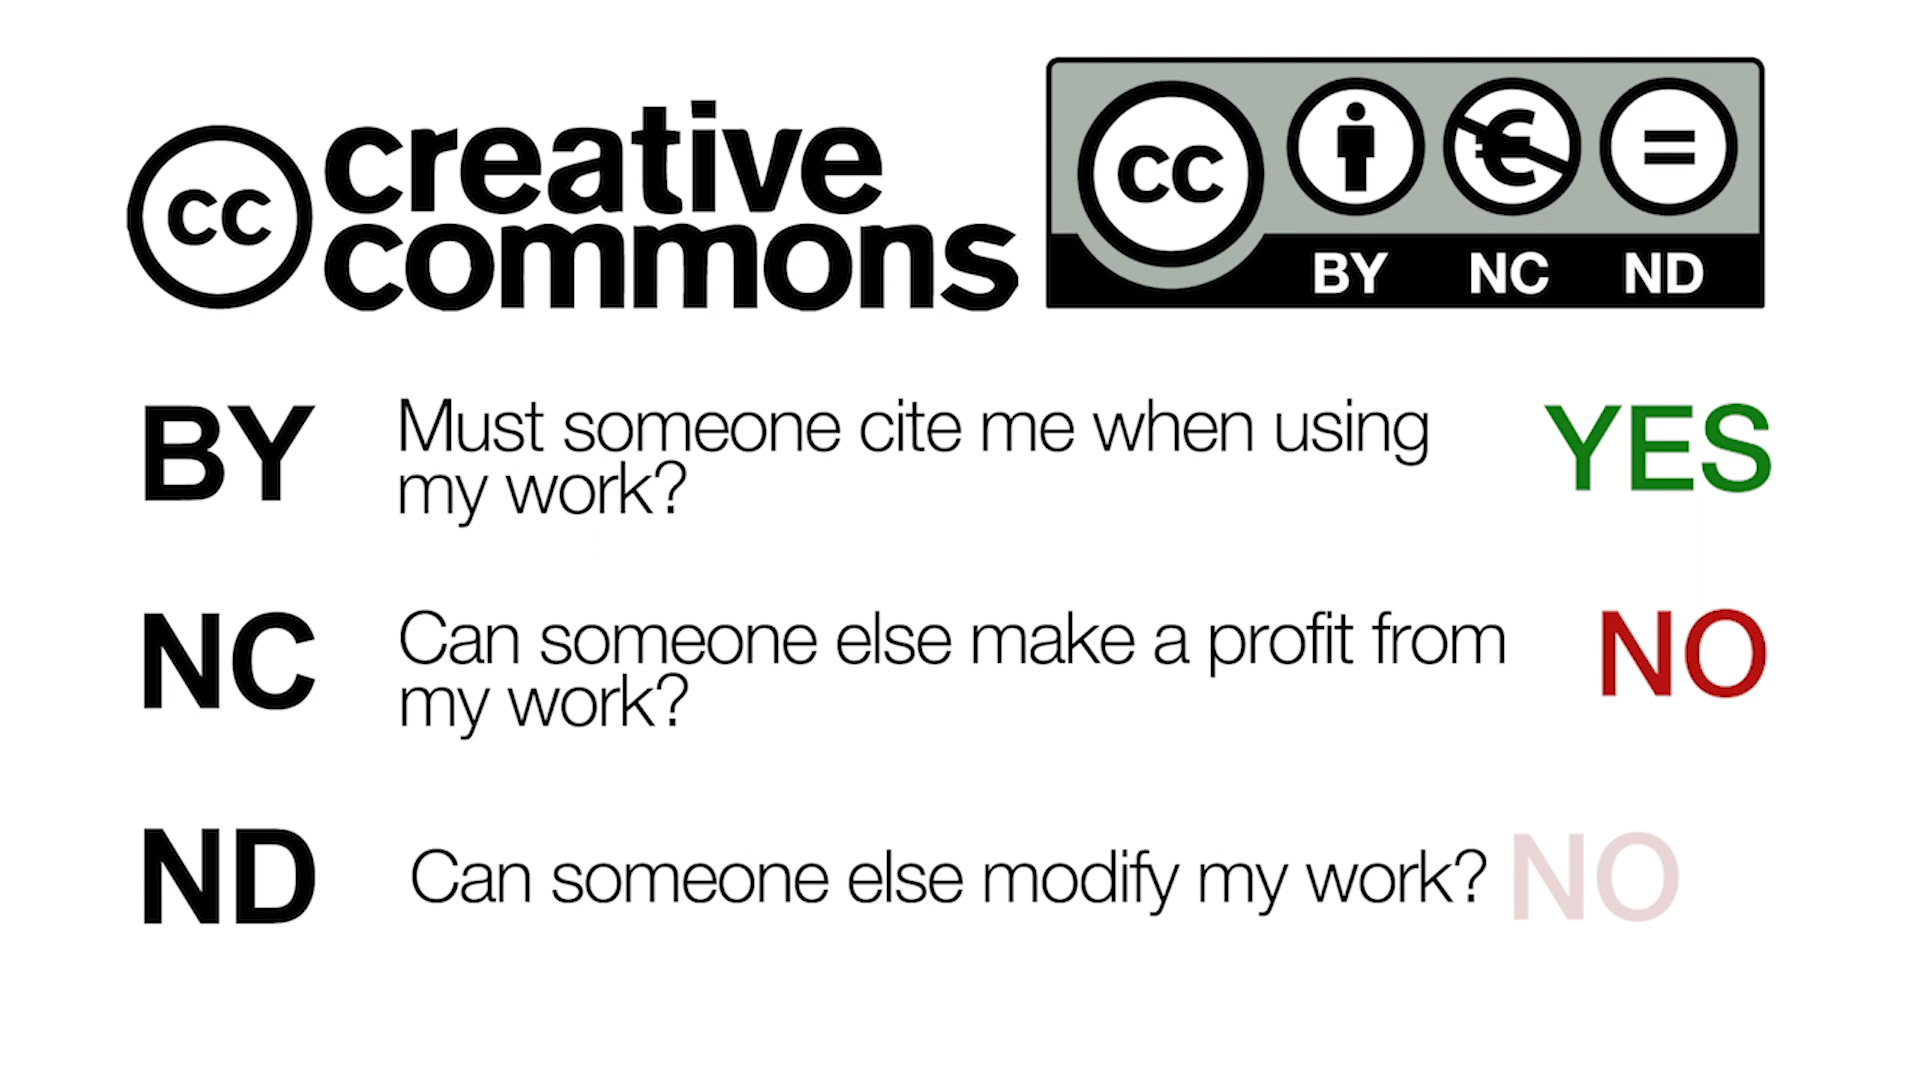 cc creative
commons
cc BY NC ND
BY Must someone cite me when using YES
my work?
NC Can someone else make a profit from NO
my work?
ND Can someone else modify my work? NO